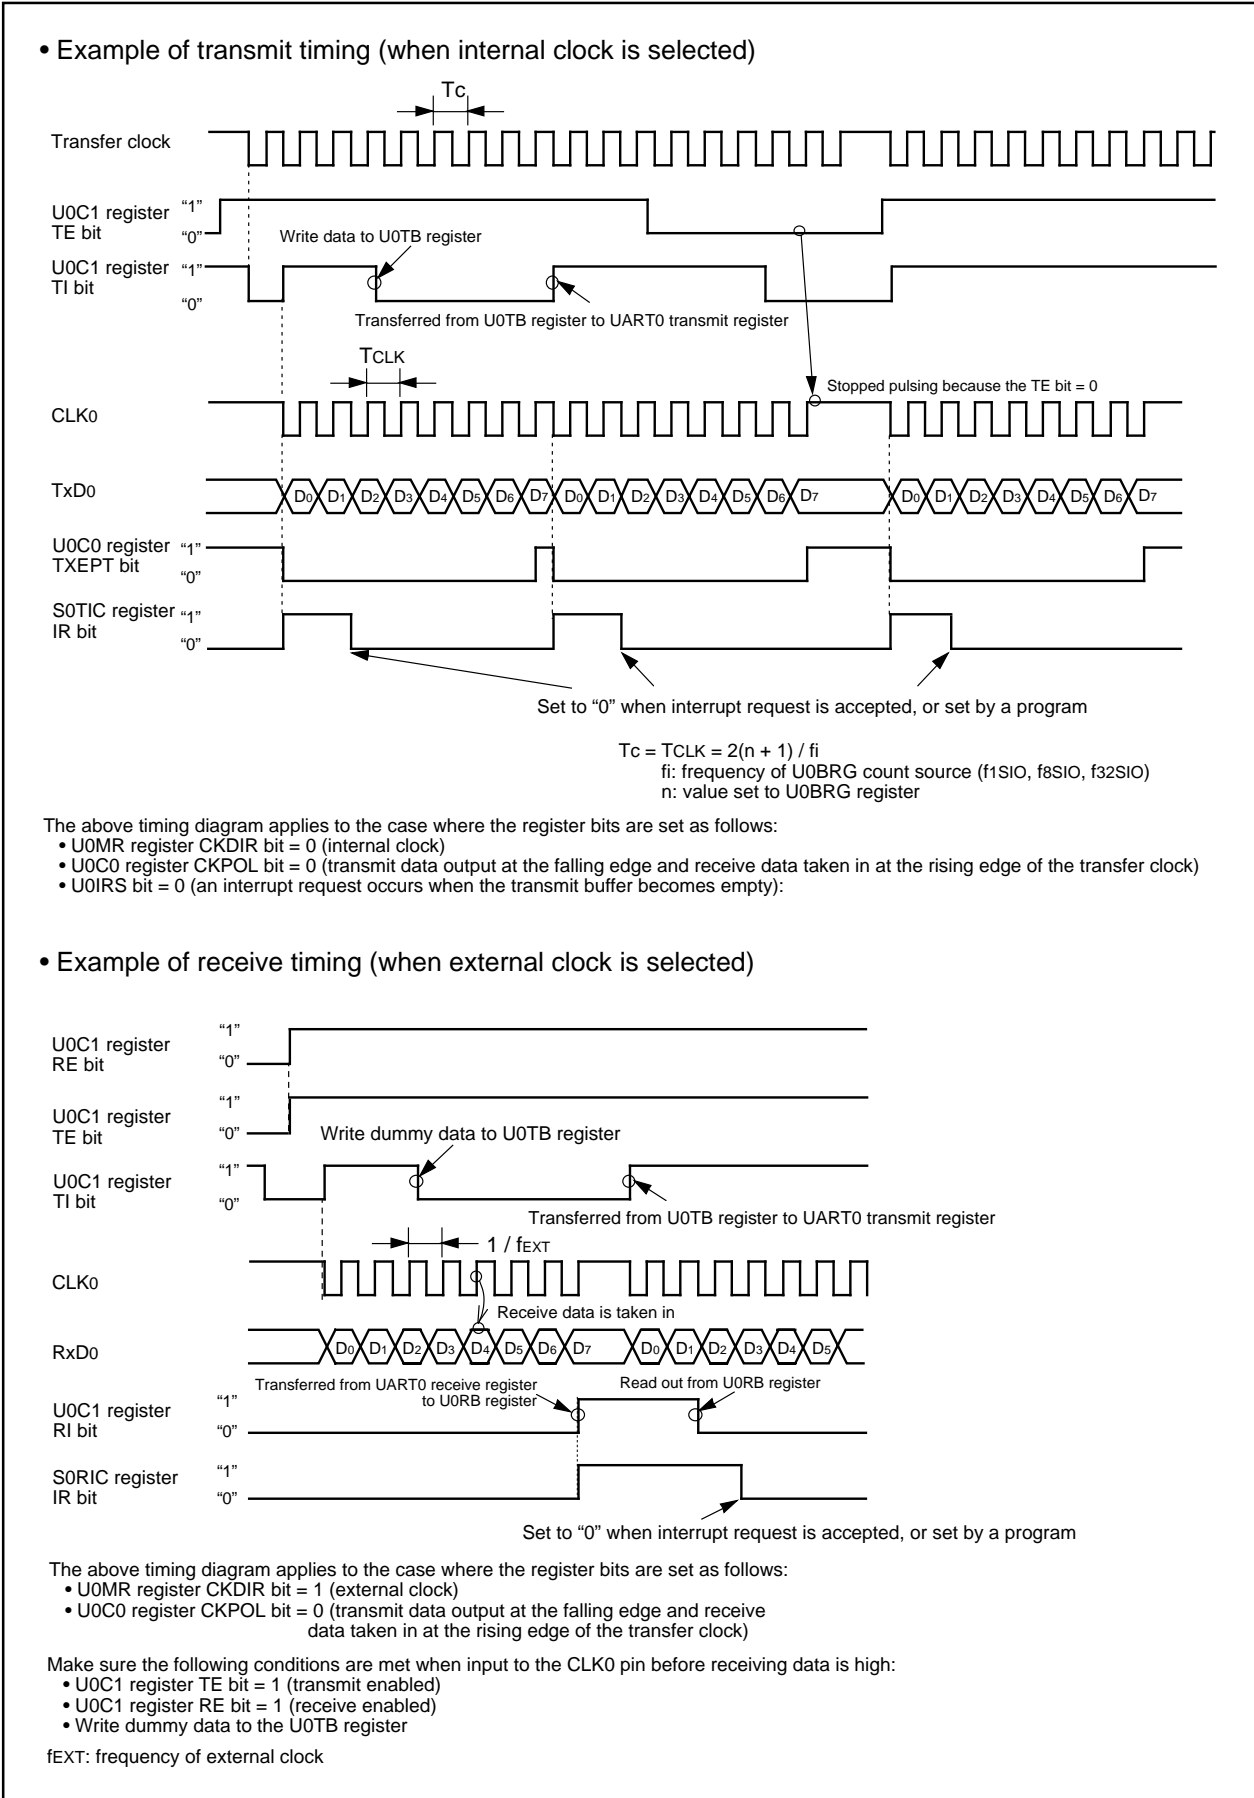 • Example of transmit timing (when internal clock is selected)
Tc
Transfer clock
U0C1 register “1”
TE bit “0”
Write data to U0TB register
U0C1 register “1”
TI bit “0”
Transferred from U0TB register to UART0 transmit register
TCLK
Stopped pulsing because the TE bit = 0
CLK0
TxD0
D0 D1 D2 D3 D4 D5 D6 D7 D0 D1 D2 D3 D4 D5 D6 D7 D0 D1 D2 D3 D4 D5 D6 D7
U0C0 register “1”
TXEPT bit “0”
S0TIC register “1”
IR bit “0”
Set to “0” when interrupt request is accepted, or set by a program
Tc = TCLK = 2(n + 1) / fi
fi: frequency of U0BRG count source (f1SIO, f8SIO, f32SIO)
n: value set to U0BRG register
The above timing diagram applies to the case where the register bits are set as follows:
• U0MR register CKDIR bit = 0 (internal clock)
• U0C0 register CKPOL bit = 0 (transmit data output at the falling edge and receive data taken in at the rising edge of the transfer clock)
• U0IRS bit = 0 (an interrupt request occurs when the transmit buffer becomes empty):
• Example of receive timing (when external clock is selected)
U0C1 register “1”
RE bit “0”
U0C1 register “1”
TE bit “0”
Write dummy data to U0TB register
U0C1 register “1”
TI bit “0”
Transferred from U0TB register to UART0 transmit register
1 / fEXT
CLK0
Receive data is taken in
RxD0
D0 D1 D2 D3 D4 D5 D6 D7 D0 D1 D2 D3 D4 D5
Transferred from UART0 receive register
to U0RB register
Read out from U0RB register
U0C1 register “1”
RI bit “0”
S0RIC register “1”
IR bit “0”
Set to “0” when interrupt request is accepted, or set by a program
The above timing diagram applies to the case where the register bits are set as follows:
• U0MR register CKDIR bit = 1 (external clock)
• U0C0 register CKPOL bit = 0 (transmit data output at the falling edge and receive
data taken in at the rising edge of the transfer clock)
Make sure the following conditions are met when input to the CLK0 pin before receiving data is high:
• U0C1 register TE bit = 1 (transmit enabled)
• U0C1 register RE bit = 1 (receive enabled)
• Write dummy data to the U0TB register
fEXT: frequency of external clock